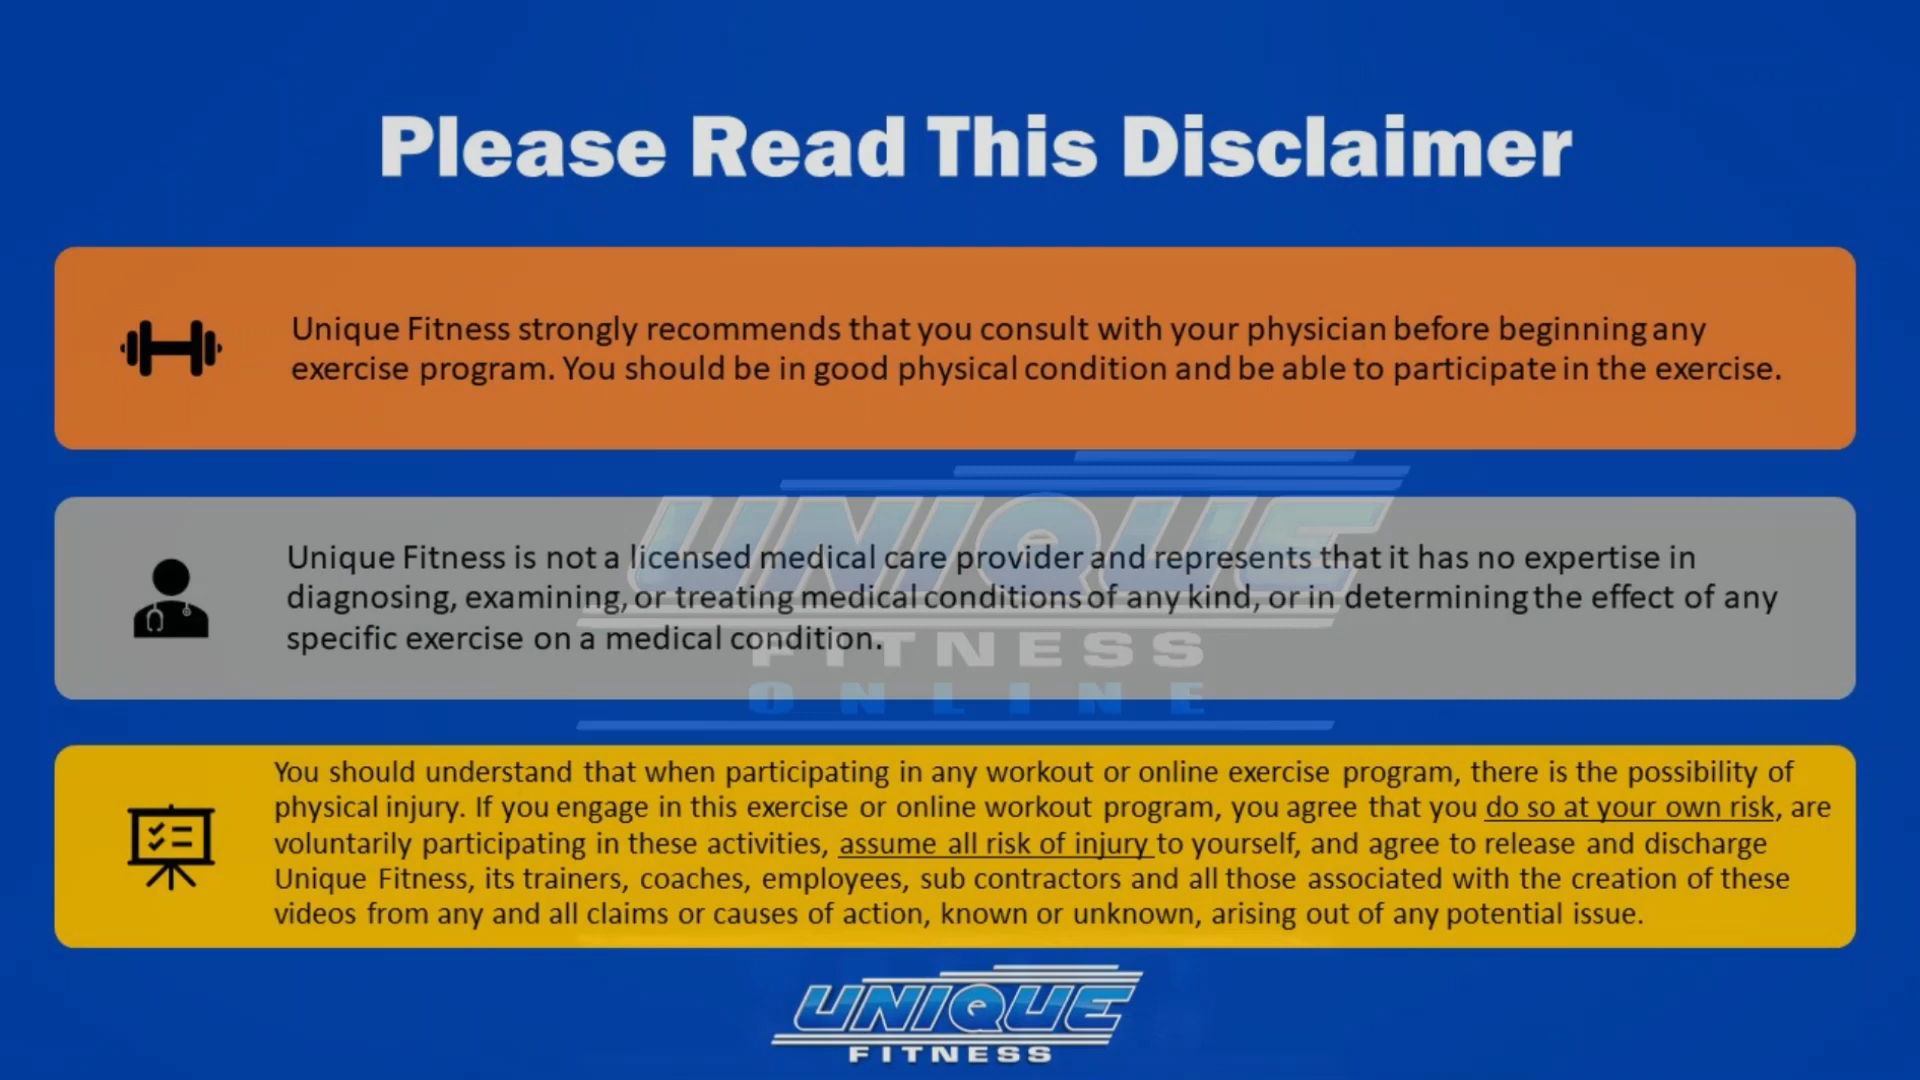 Please Read This Disclaimer
Unique Fitness strongly recommends that you consult with your physician before beginning any
exercise program. You should be in good physical condition and be able to participate in the exercise.
Unique Fitness is not a licensed medical care provider and represents that it has no expertise in
diagnosing, examining, or treating medical conditions of any kind, or in determining the effect of any
specific exercise on a medical condition.
UNIQUE
FITNESS
ONLINE
You should understand that when participating in any workout or online exercise program, there is the possibility of
physical injury. If you engage in this exercise or online workout program, you agree that you do so at your own risk, are
voluntarily participating in these activities, assume all risk of injury to yourself, and agree to release and discharge
Unique Fitness, its trainers, coaches, employees, sub contractors and all those associated with the creation of these
videos from any and all claims or causes of action, known or unknown, arising out of any potential issue.
UNIQUE
FITNESS